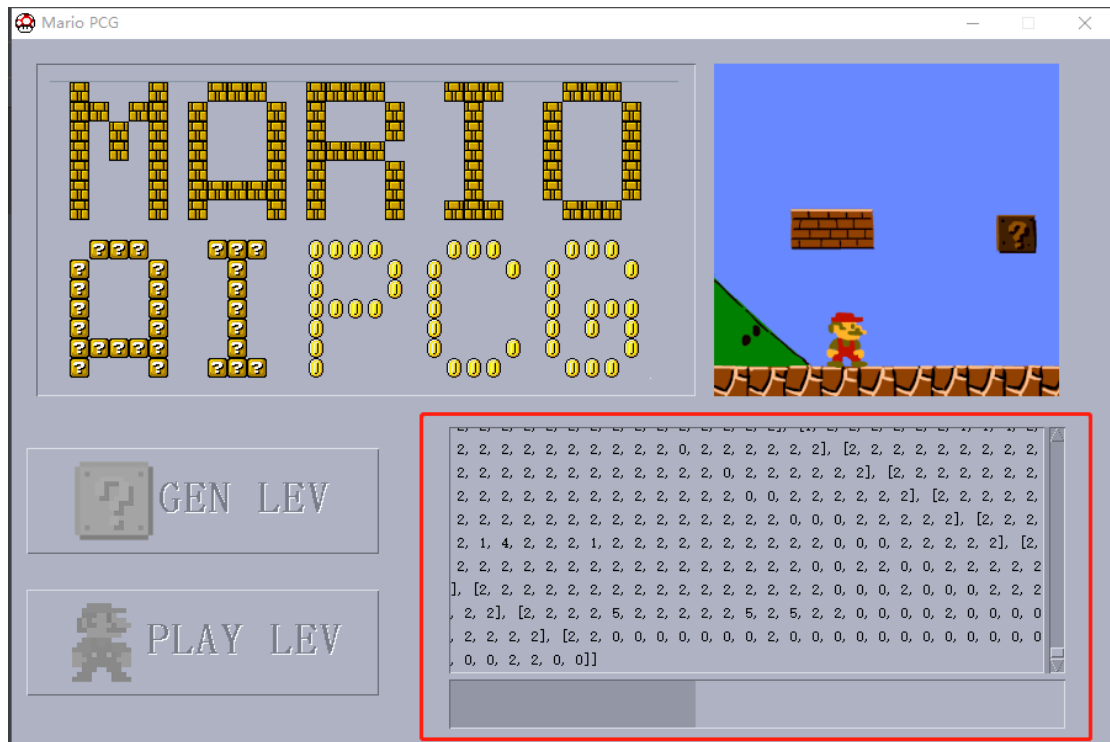 Mario PCG
MARIO
AIPCG
GEN LEV
PLAY LEV
2, 2, 2, 2, 2, 2, 2, 2, 2, 2, 0, 2, 2, 2, 2, 2, 2], [2, 2, 2, 2, 2, 2, 2, 2, 2,
2, 2, 2, 2, 2, 2, 2, 2, 2, 2, 2, 2, 0, 2, 2, 2, 2, 2, 2], [2, 2, 2, 2, 2, 2, 2,
2, 2, 2, 2, 2, 2, 2, 2, 2, 2, 2, 2, 2, 0, 0, 2, 2, 2, 2, 2, 2], [2, 2, 2, 2, 2,
2, 2, 2, 2, 2, 2, 2, 2, 2, 2, 2, 2, 2, 2, 2, 0, 0, 0, 2, 2, 2, 2, 2], [2, 2, 2,
2, 1, 4, 2, 2, 2, 1, 2, 2, 2, 2, 2, 2, 2, 2, 2, 2, 0, 0, 0, 2, 2, 2, 2, 2], [2,
2, 2, 2, 2, 2, 2, 2, 2, 2, 2, 2, 2, 2, 2, 2, 2, 0, 0, 2, 2, 0, 0, 2, 2, 2, 2, 2
], [2, 2, 2, 2, 2, 2, 2, 2, 2, 2, 2, 2, 2, 2, 2, 2, 0, 0, 0, 2, 0, 0, 0, 2, 2, 2
, 2, 2], [2, 2, 2, 2, 5, 2, 2, 2, 2, 2, 5, 2, 5, 2, 2, 0, 0, 0, 0, 2, 0, 0, 0, 0
, 2, 2, 2, 2], [2, 2, 0, 0, 0, 0, 0, 0, 0, 2, 0, 0, 0, 0, 0, 0, 0, 0, 0, 0, 0, 0
, 0, 0, 2, 2, 0, 0]]